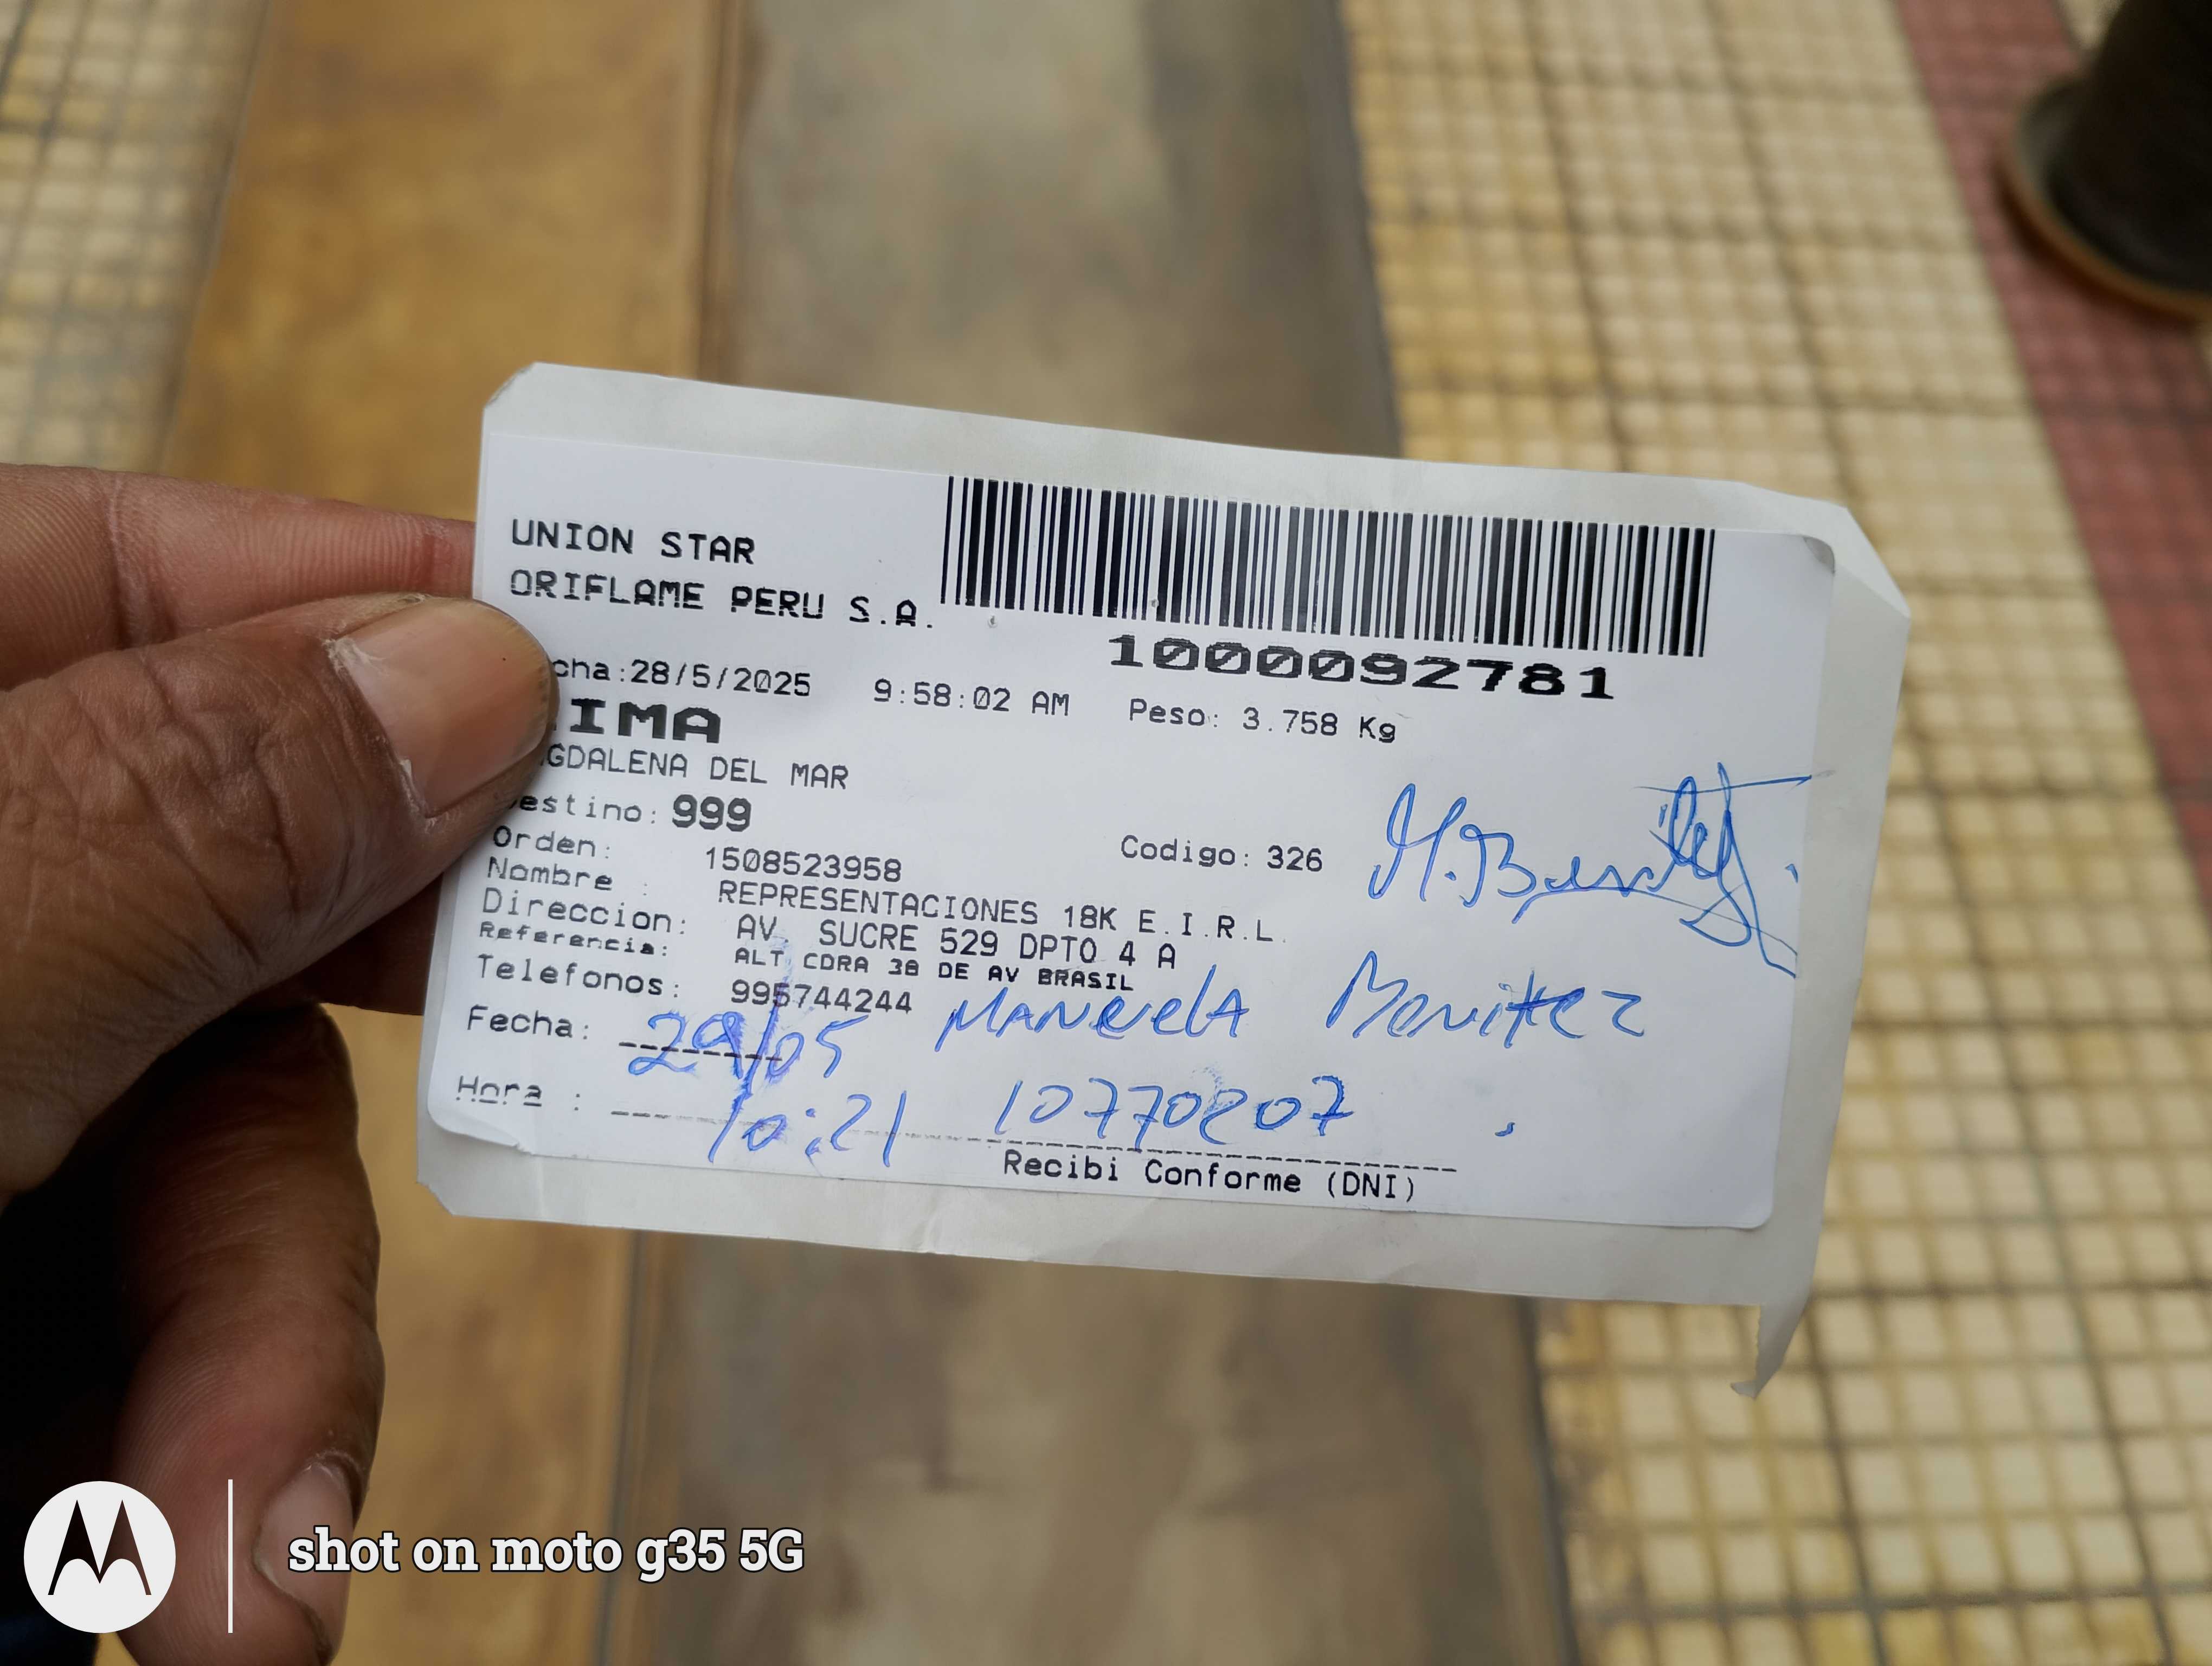 UNION STAR
ORIFLAME PERU S.A.
1000092781
cha:28/5/2025 9:58:02 AM Peso: 3.758 Kg
IMA
GDALENA DEL MAR
estino: 999
Orden: 1508523958 Codigo: 326
Nombre : REPRESENTACIONES 18K E.I.R.L.
Direccion: AV. SUCRE 529 DPTO 4 A
Referencia: ALT CDRA 38 DE AV BRASIL
Telefonos: 995744244
Fecha: 29/05 MANuelA Benitez
Hora : 10:21 10770207
Recibi Conforme (DNI)
shot on moto g35 5G